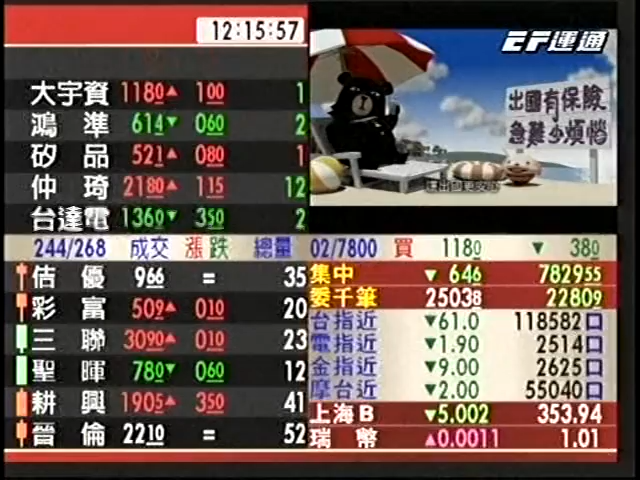 12:15:57
大宇資 1180▲ 100 1
鴻準 614▼ 060 2
矽品 521▲ 080 1
仲琦 2180▲ 115 12
台達電 1360▼ 350 2
EF運通
出國有保險
急難少煩惱
244/268 成交 漲跌 總量
佶優 966 = 35
彩富 509▲ 010 20
三聯 3090▲ 010 23
聖暉 780▼ 060 12
耕興 1905▲ 350 41
晉倫 2210 = 52
02/7800 買 1180 ▼ 380
集中 ▼646 782955
委千筆 25038 22809
台指近 ▼61.0 118582口
電指近 ▼1.90 2514口
金指近 ▼9.00 2625口
摩台近 ▼2.00 55040口
上海B ▼5.002 353.94
瑞幣 ▲0.0011 1.01